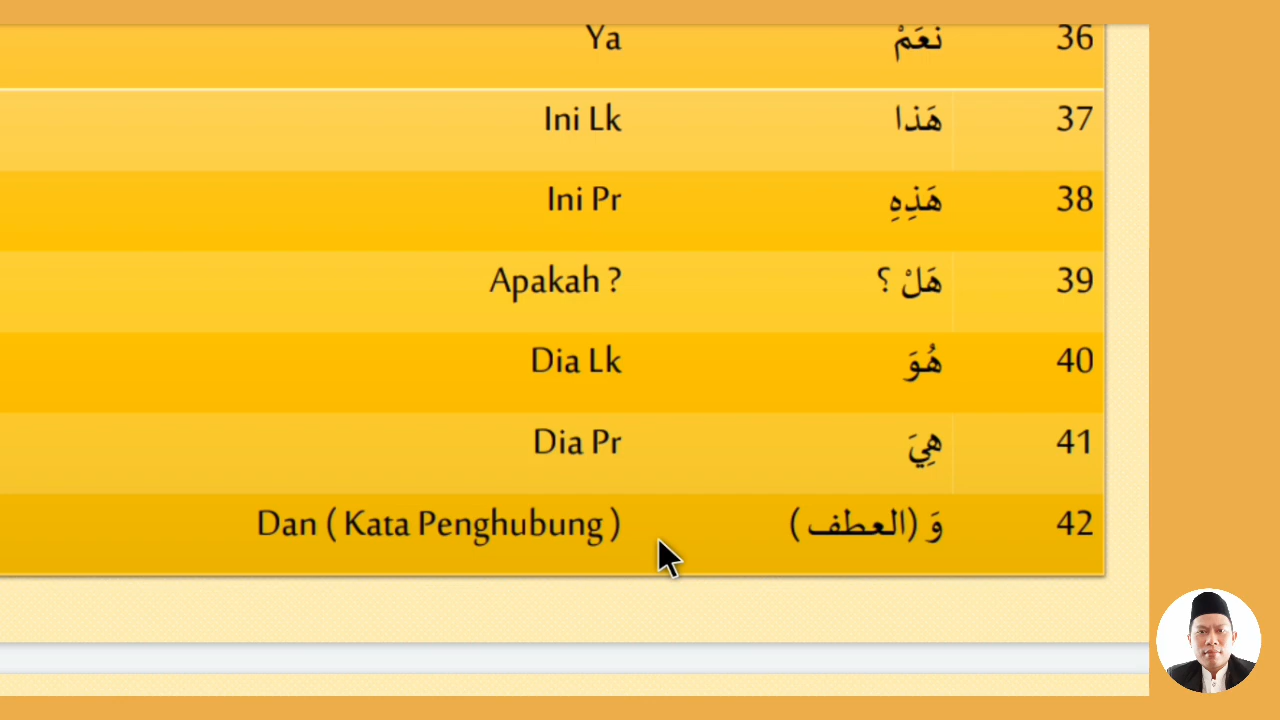 36 نَعَمْ Ya
37 هَذا Ini Lk
38 هَذِهِ Ini Pr
39 هَلْ ؟ Apakah ?
40 هُوَ Dia Lk
41 هِيَ Dia Pr
42 وَ (العطف ) Dan ( Kata Penghubung )